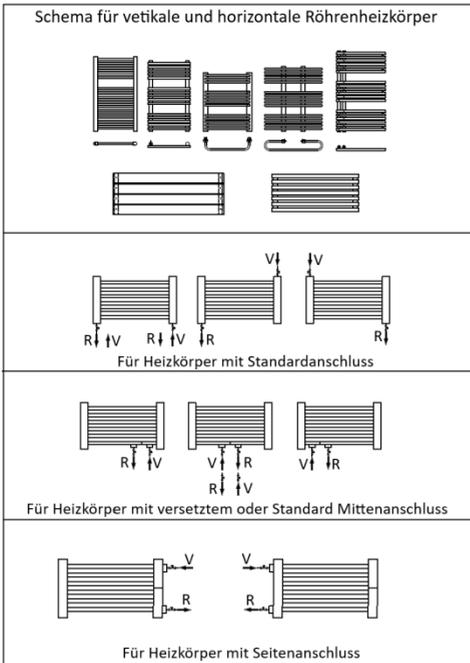 Schema für vetikale und horizontale Röhrenheizkörper
V V
R V R V R R
Für Heizkörper mit Standardanschluss
R V V R V R
R V
Für Heizkörper mit versetztem oder Standard Mittenanschluss
V V
R R
Für Heizkörper mit Seitenanschluss